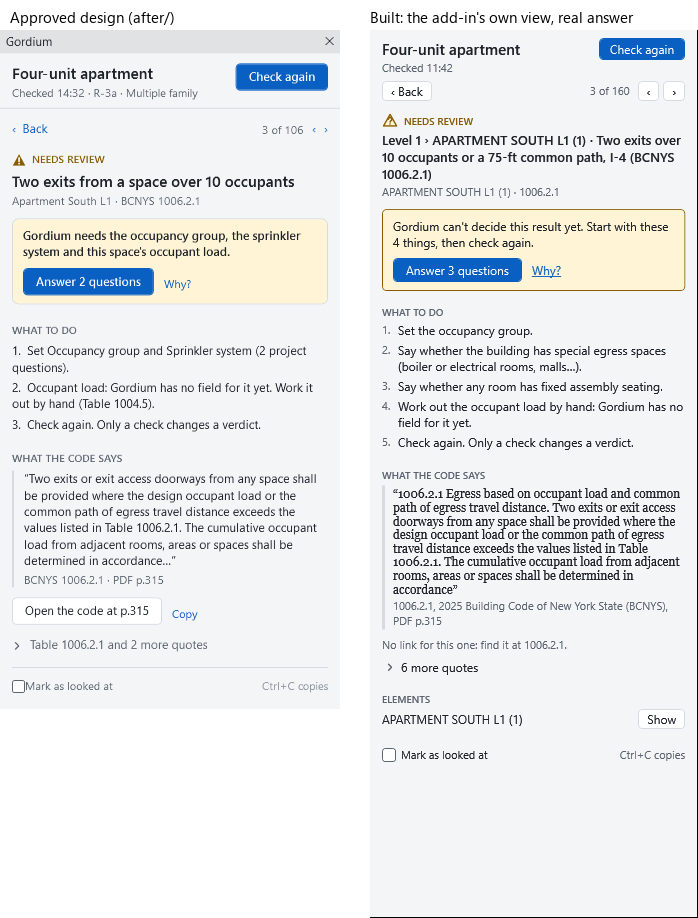 Approved design (after/)
Gordium
Four-unit apartment
Check again
Checked 14:32 · R-3a · Multiple family
‹ Back
3 of 106 ‹ ›
NEEDS REVIEW
Two exits from a space over 10 occupants
Apartment South L1 · BCNYS 1006.2.1
Gordium needs the occupancy group, the sprinkler
system and this space's occupant load.
Answer 2 questions
Why?
WHAT TO DO
1. Set Occupancy group and Sprinkler system (2 project
questions).
2. Occupant load: Gordium has no field for it yet. Work it
out by hand (Table 1004.5).
3. Check again. Only a check changes a verdict.
WHAT THE CODE SAYS
“Two exits or exit access doorways from any space shall
be provided where the design occupant load or the
common path of egress travel distance exceeds the
values listed in Table 1006.2.1. The cumulative occupant
load from adjacent rooms, areas or spaces shall be
determined in accordance...”
BCNYS 1006.2.1 · PDF p.315
Open the code at p.315
Copy
› Table 1006.2.1 and 2 more quotes
Mark as looked at
Ctrl+C copies
Built: the add-in's own view, real answer
Four-unit apartment
Check again
Checked 11:42
‹ Back
3 of 160 ‹ ›
NEEDS REVIEW
Level 1 › APARTMENT SOUTH L1 (1) · Two exits over
10 occupants or a 75-ft common path, I-4 (BCNYS
1006.2.1)
APARTMENT SOUTH L1 (1) · 1006.2.1
Gordium can't decide this result yet. Start with these
4 things, then check again.
Answer 3 questions
Why?
WHAT TO DO
1. Set the occupancy group.
2. Say whether the building has special egress spaces
(boiler or electrical rooms, malls...).
3. Say whether any room has fixed assembly seating.
4. Work out the occupant load by hand: Gordium has no
field for it yet.
5. Check again. Only a check changes a verdict.
WHAT THE CODE SAYS
“1006.2.1 Egress based on occupant load and common
path of egress travel distance. Two exits or exit access
doorways from any space shall be provided where the
design occupant load or the common path of egress
travel distance exceeds the values listed in Table
1006.2.1. The cumulative occupant load from adjacent
rooms, areas or spaces shall be determined in
accordance”
1006.2.1, 2025 Building Code of New York State (BCNYS),
PDF p.315
No link for this one: find it at 1006.2.1.
› 6 more quotes
ELEMENTS
APARTMENT SOUTH L1 (1)
Show
Mark as looked at
Ctrl+C copies